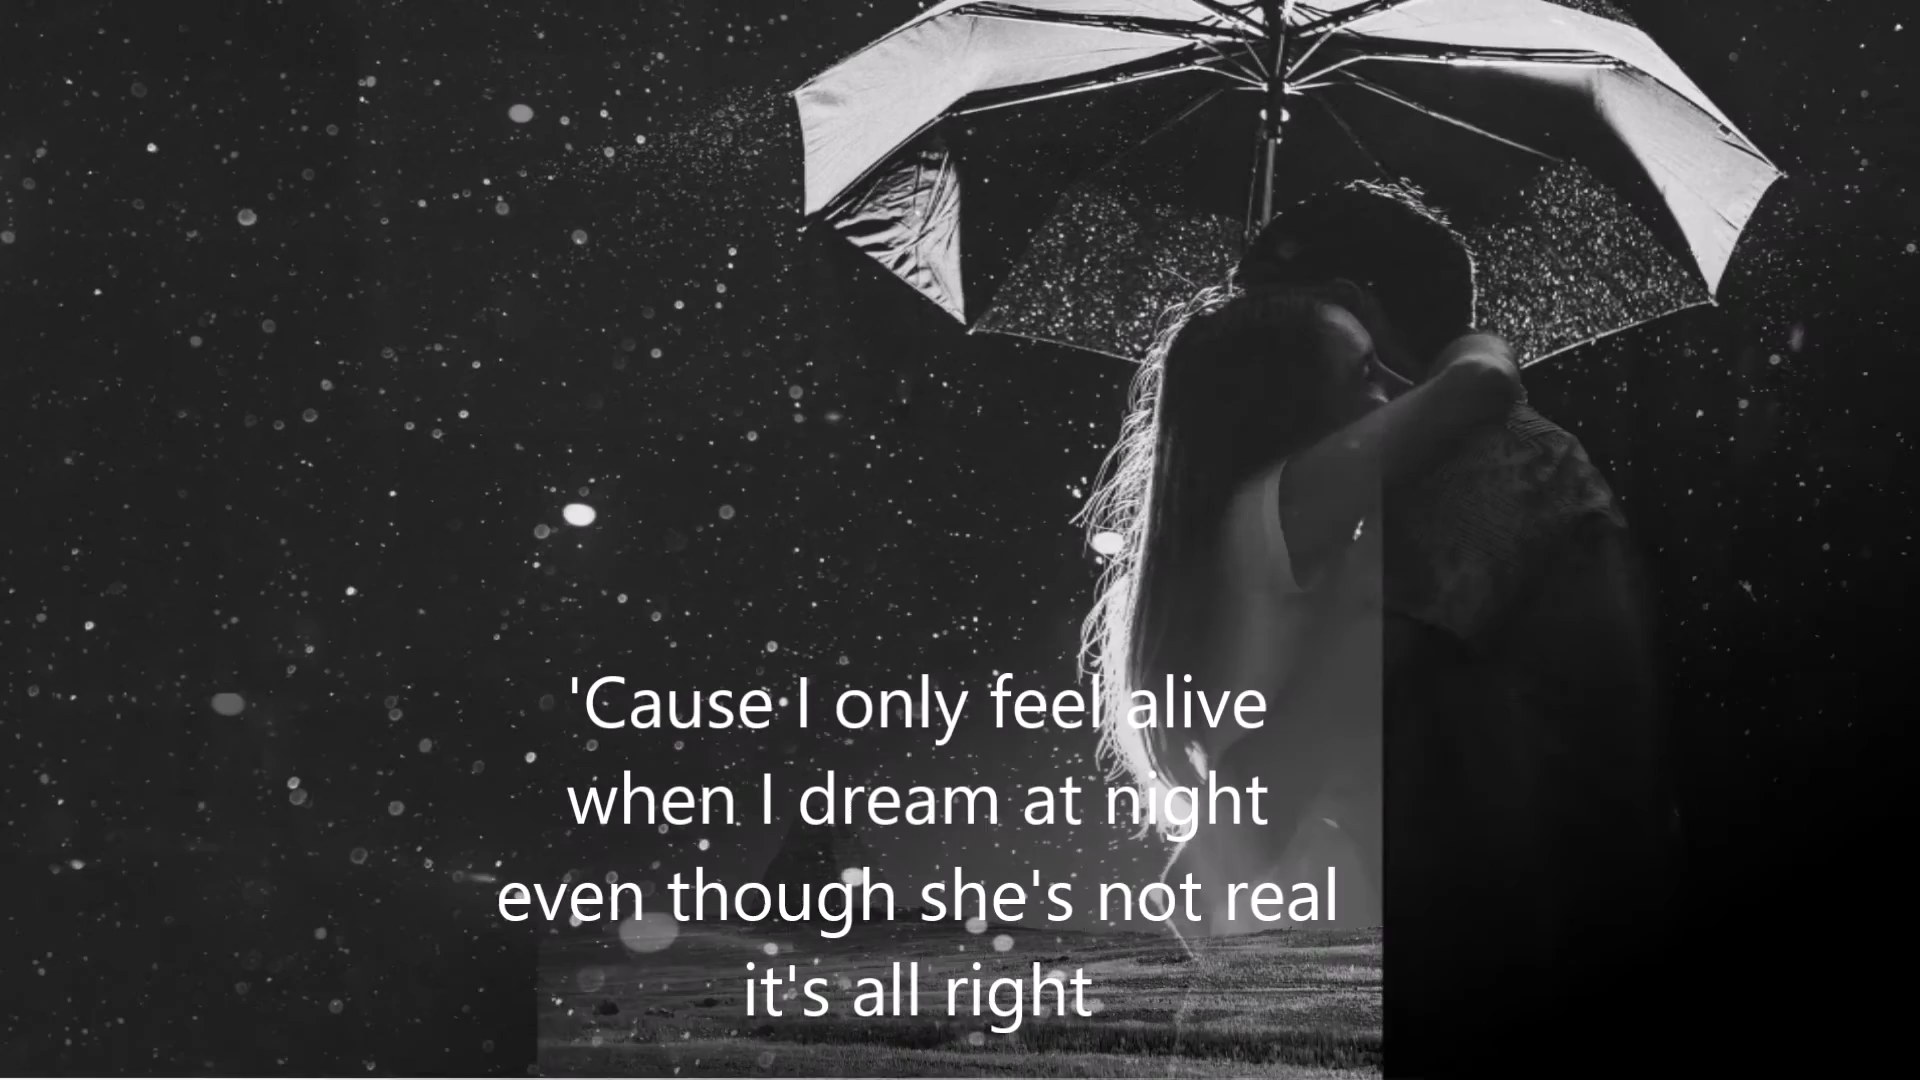 'Cause I only feel alive
when I dream at night
even though she's not real
it's all right